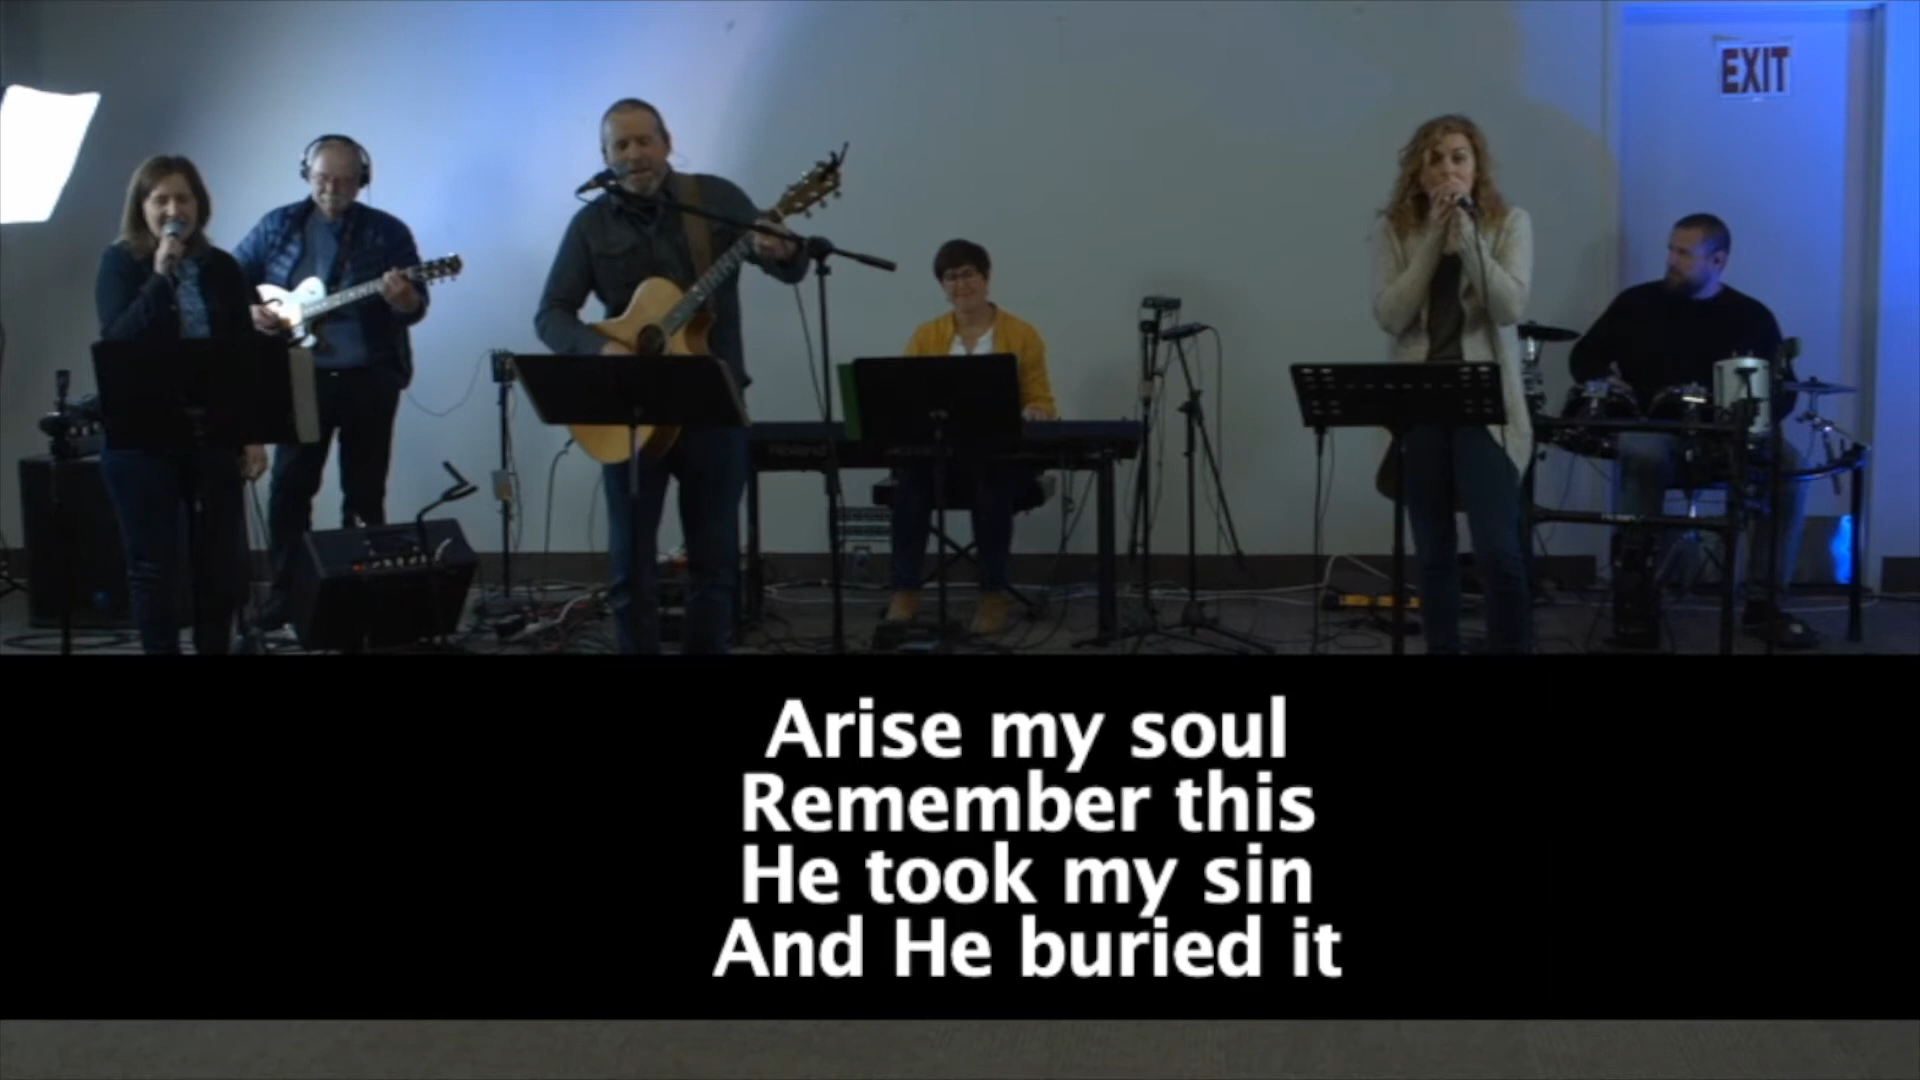 EXIT
Arise my soul
Remember this
He took my sin
And He buried it